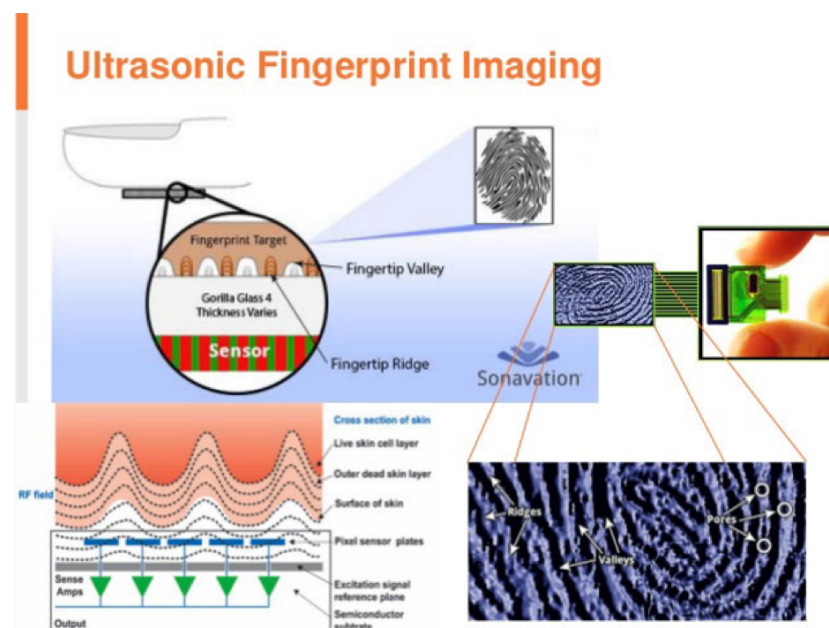 Ultrasonic Fingerprint Imaging
Fingerprint Target
Fingertip Valley
Gorilla Glass 4
Thickness Varies
Sensor
Fingertip Ridge
Sonavation
Cross section of skin
Live skin cell layer
Outer dead skin layer
RF field
Surface of skin
Pixel sensor plates
Sense
Amps
Excitation signal
reference plane
Semiconductor
subtrate
Output
Ridges
Valleys
Pores